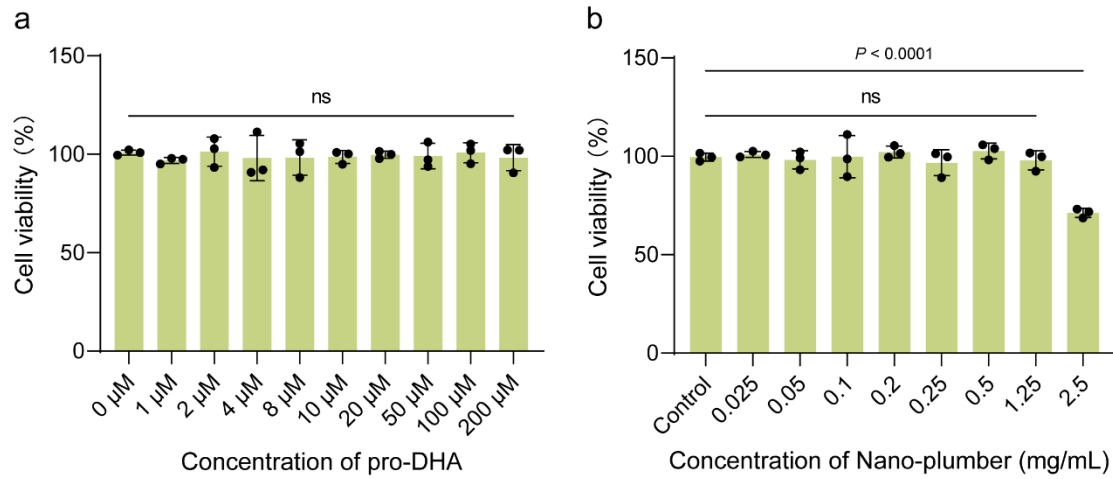 a
150
100
50
0
Cell viability (%)
ns
0 μM
1 μM
2 μM
4 μM
8 μM
10 μM
20 μM
50 μM
100 μM
200 μM
Concentration of pro-DHA
b
150
100
50
0
Cell viability (%)
P < 0.0001
ns
Control
0.025
0.05
0.1
0.2
0.25
0.5
1.25
2.5
Concentration of Nano-plumber (mg/mL)